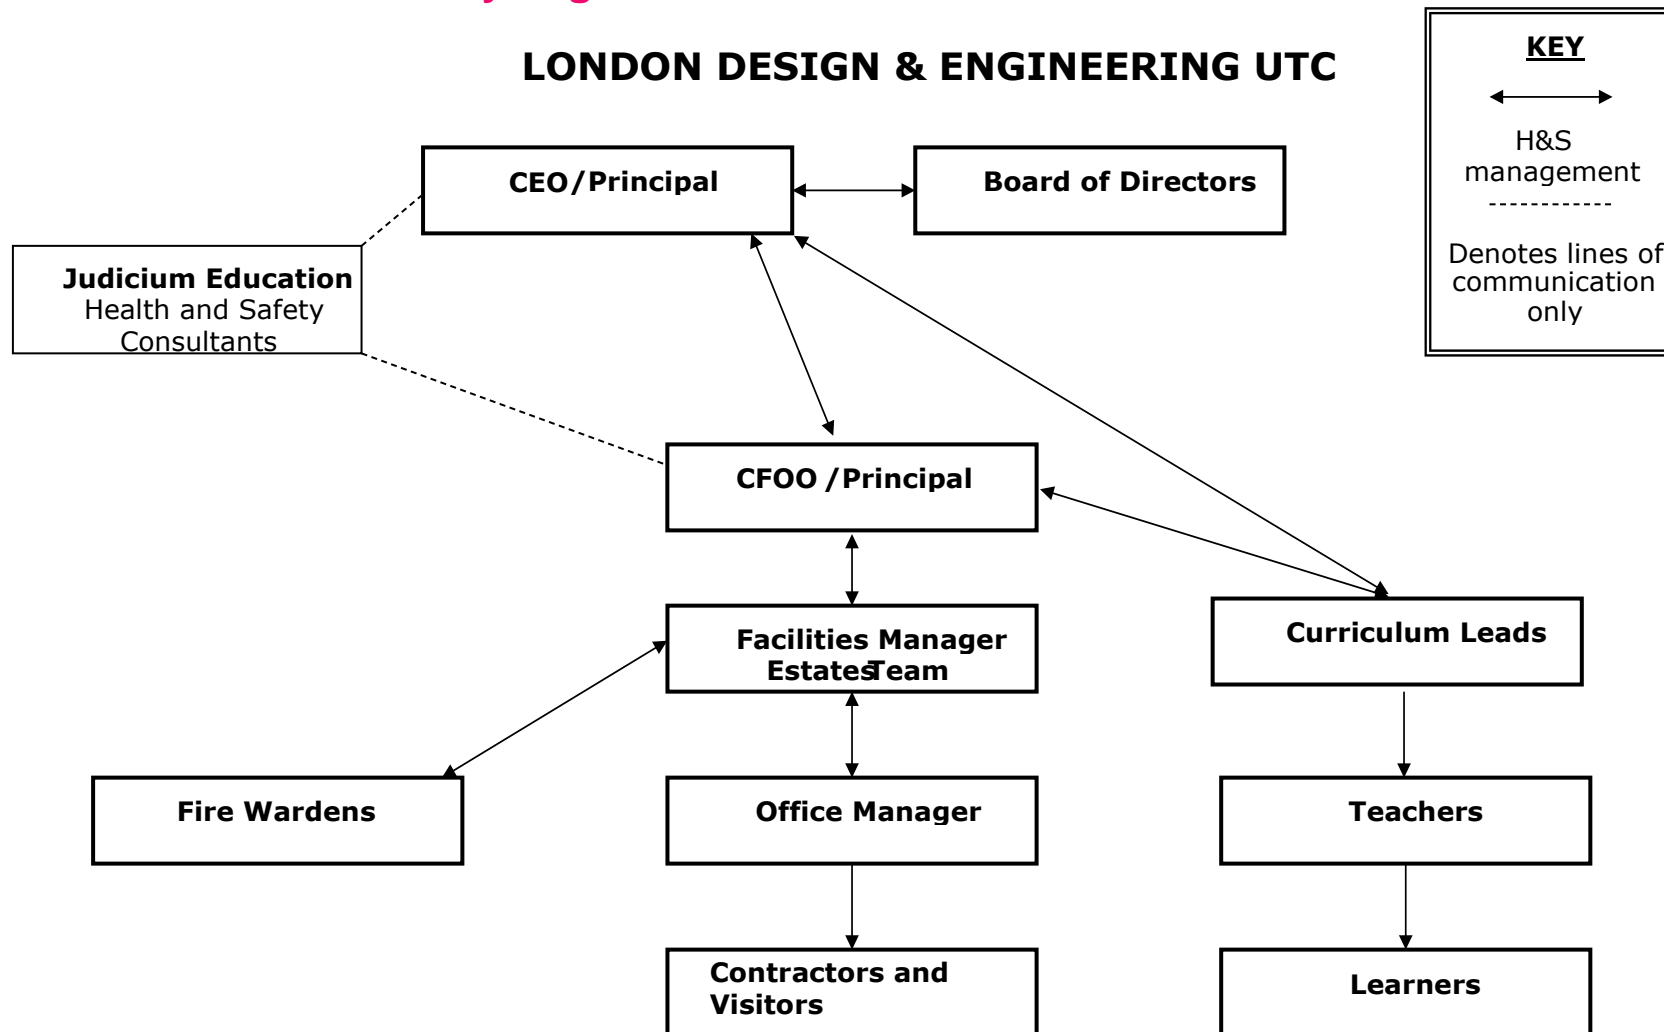 LONDON DESIGN & ENGINEERING UTC
KEY
H&S
management
Denotes lines of
communication
only
CEO/Principal
Board of Directors
Judicium Education
Health and Safety
Consultants
CFOO /Principal
Facilities Manager
Estates Team
Curriculum Leads
Fire Wardens
Office Manager
Teachers
Contractors and
Visitors
Learners